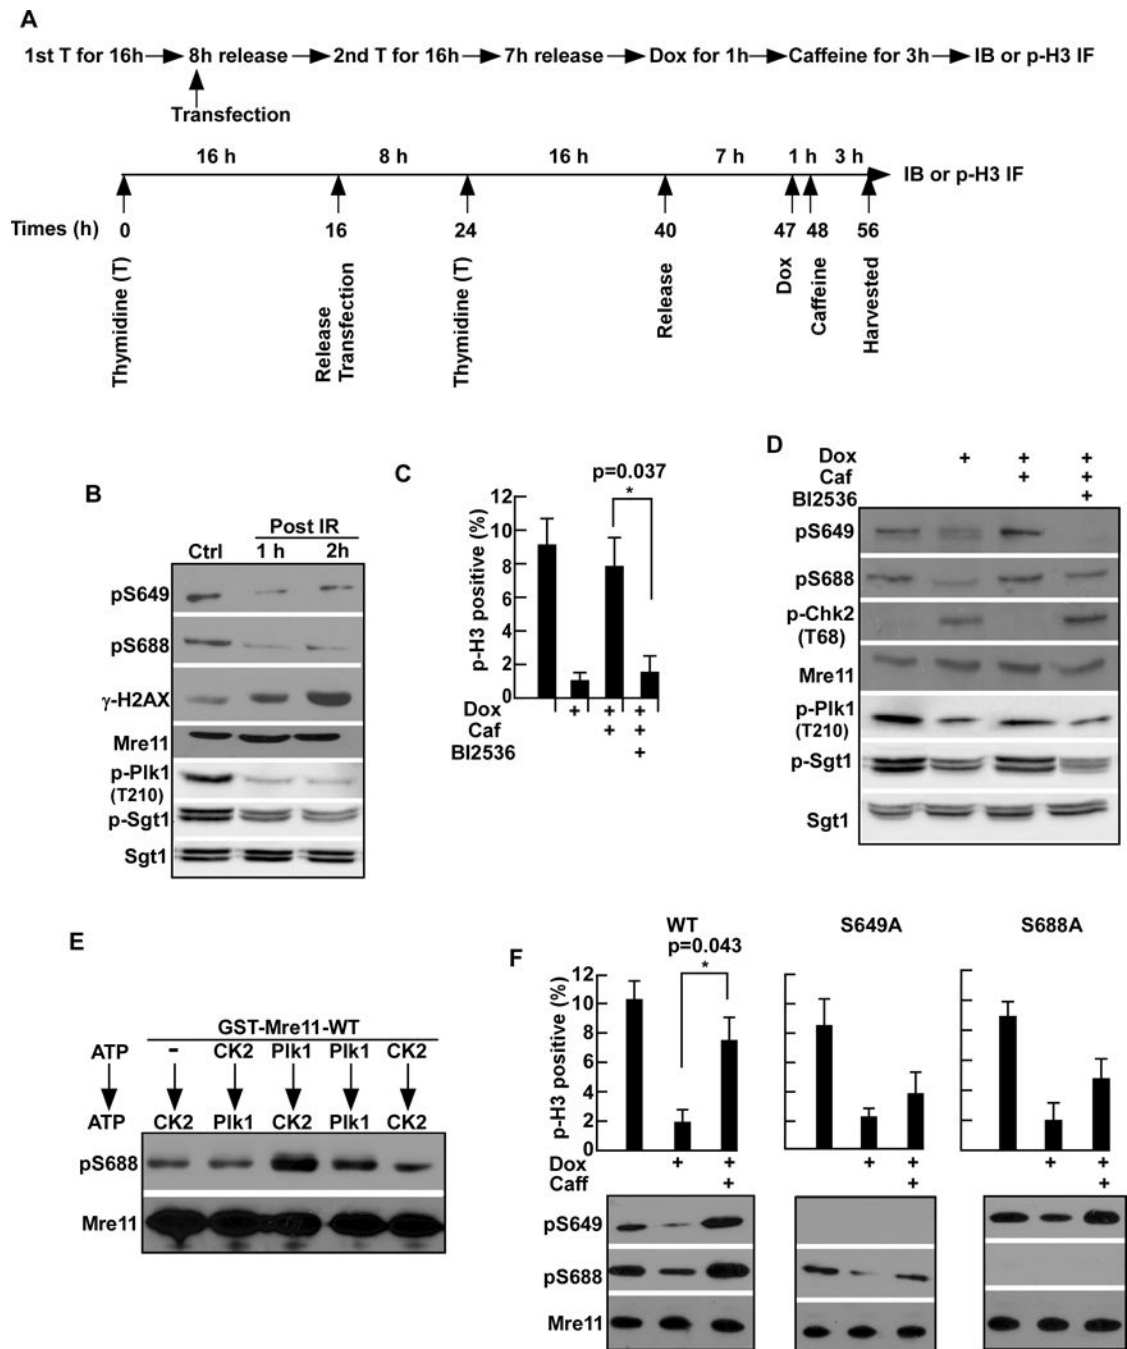 A
1st T for 16h 8h release 2nd T for 16h 7h release Dox for 1h Caffeine for 3h IB or p-H3 IF
Transfection
16 h 8 h 16 h 7 h 1 h 3 h IB or p-H3 IF
Times (h) 0 16 24 40 47 48 56
Thymidine (T)
Release
Transfection
Thymidine (T)
Release
Dox
Caffeine
Harvested
B
Post IR
Ctrl 1 h 2h
pS649
pS688
γ-H2AX
Mre11
p-Plk1
(T210)
p-Sgt1
Sgt1
C
p=0.037
*
p-H3 positive (%)
12
10
8
6
4
2
0
Dox + + +
Caf + +
BI2536 +
D
Dox + + +
Caf + +
BI2536 +
pS649
pS688
p-Chk2
(T68)
Mre11
p-Plk1
(T210)
p-Sgt1
Sgt1
E
GST-Mre11-WT
ATP - CK2 Plk1 Plk1 CK2
ATP CK2 Plk1 CK2 Plk1 CK2
pS688
Mre11
F
WT S649A S688A
p=0.043
*
p-H3 positive (%)
12
10
8
6
4
2
0
Dox + + + + + +
Caff + + +
pS649
pS688
Mre11